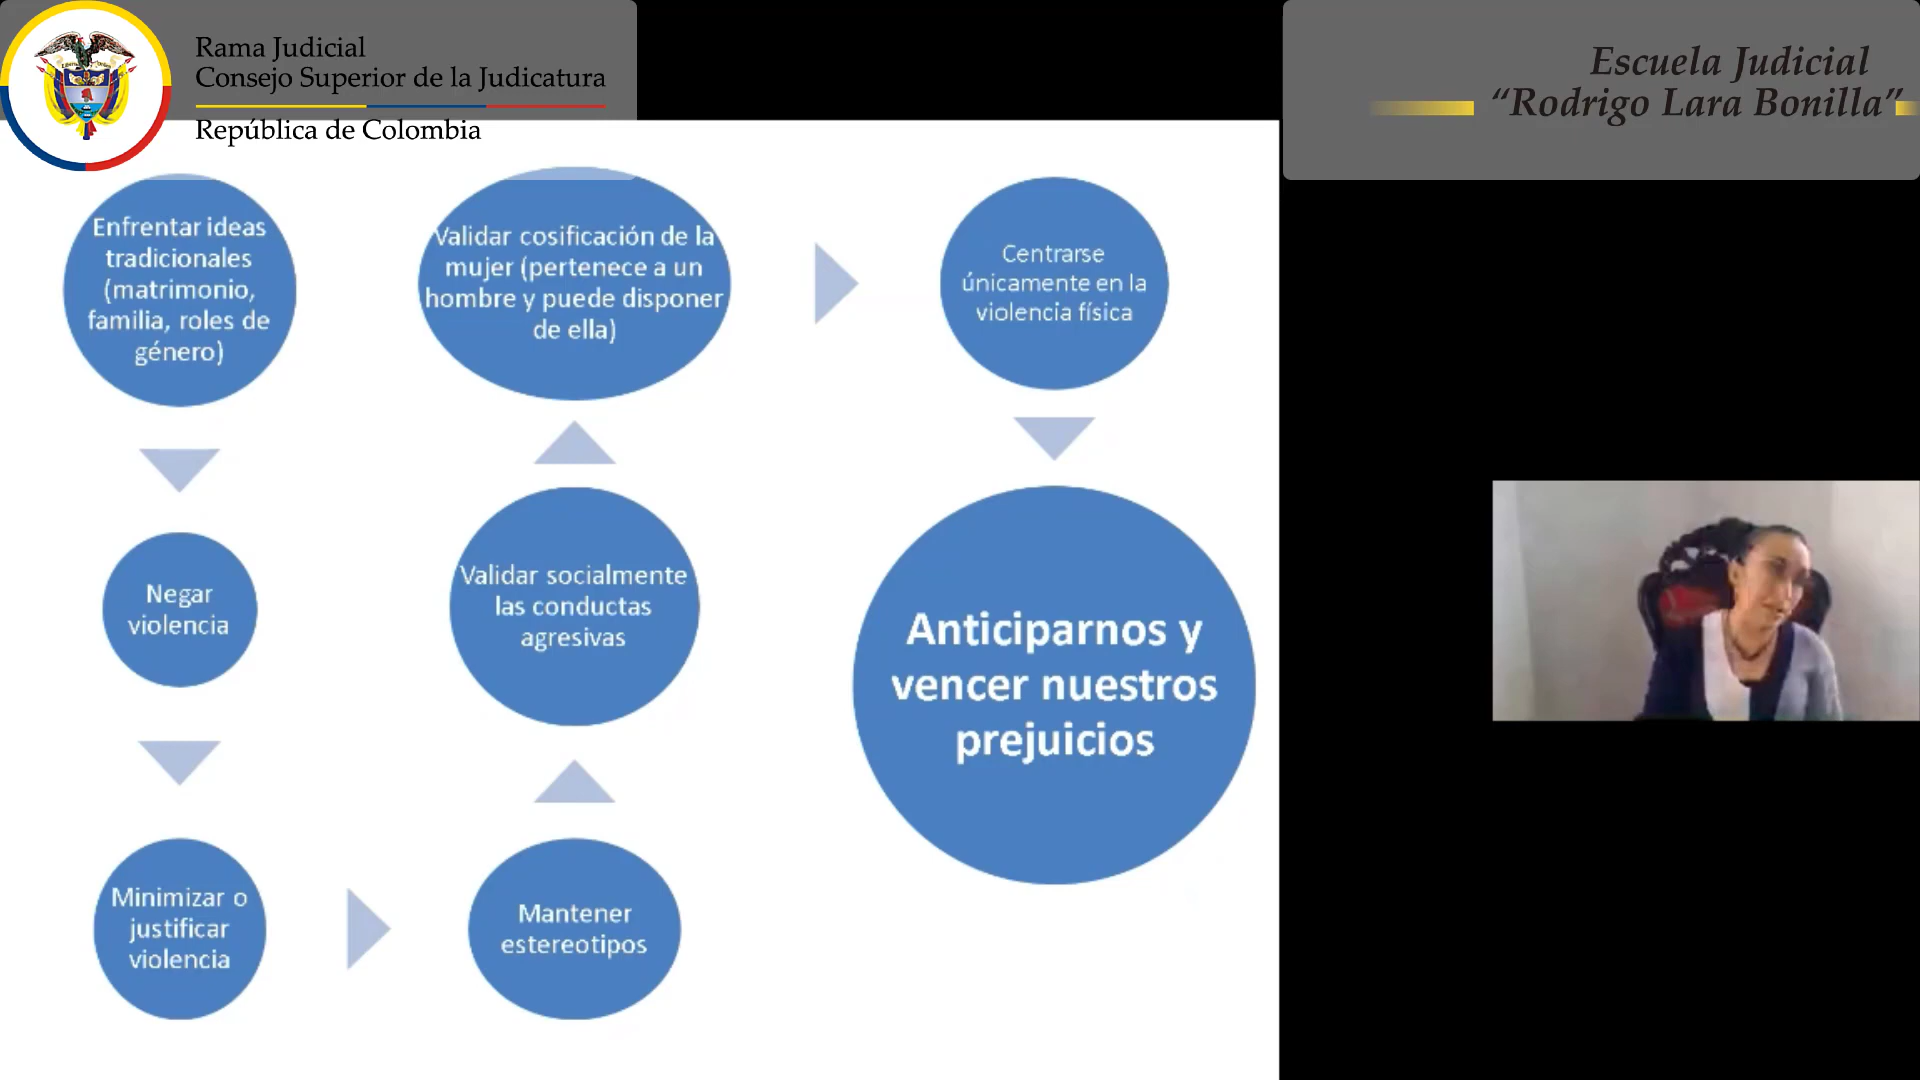 Rama Judicial
Consejo Superior de la Judicatura
República de Colombia
Escuela Judicial
“Rodrigo Lara Bonilla”
Enfrentar ideas
tradicionales
(matrimonio,
familia, roles de
género)
Negar
violencia
Minimizar o
justificar
violencia
Mantener
estereotipos
Validar socialmente
las conductas
agresivas
Validar cosificación de la
mujer (pertenece a un
hombre y puede disponer
de ella)
Centrarse
únicamente en la
violencia física
Anticiparnos y
vencer nuestros
prejuicios